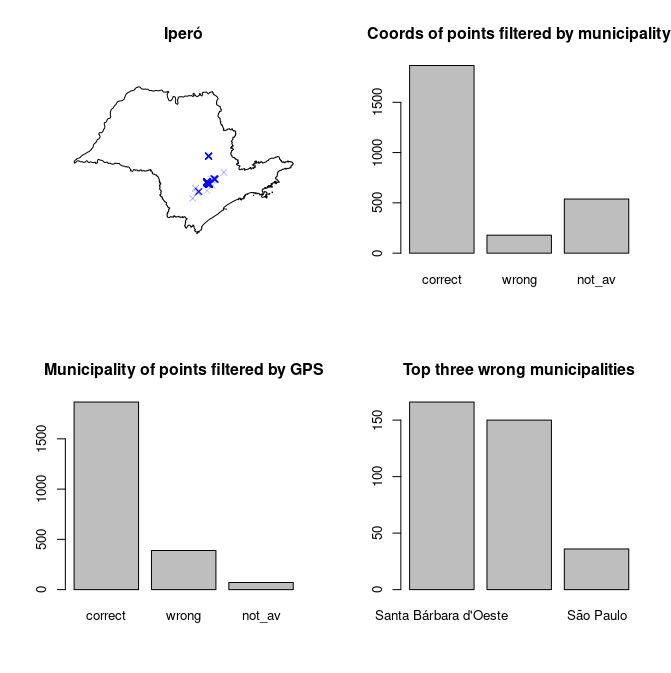 Iperó
Coords of points filtered by municipality
1500
1000
500
0
correct wrong not_av
Municipality of points filtered by GPS
1500
1000
500
0
correct wrong not_av
Top three wrong municipalities
150
100
50
0
Santa Bárbara d'Oeste São Paulo